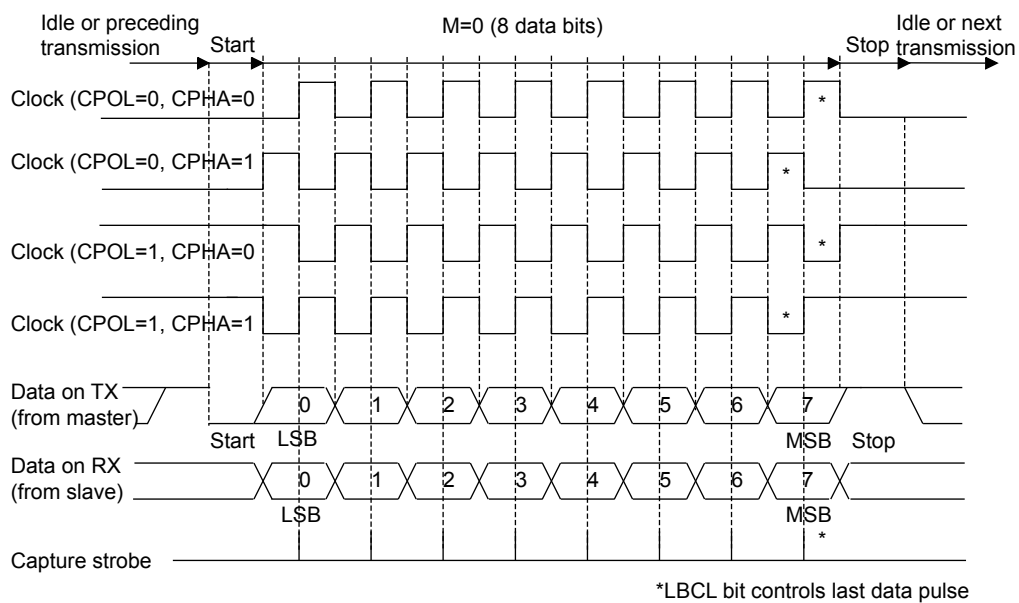 Idle or preceding
transmission
Start
M=0 (8 data bits)
Stop
Idle or next
transmission
Clock (CPOL=0, CPHA=0
*
Clock (CPOL=0, CPHA=1
*
Clock (CPOL=1, CPHA=0
*
Clock (CPOL=1, CPHA=1
*
Data on TX
(from master)
0 1 2 3 4 5 6 7
Start LSB MSB Stop
Data on RX
(from slave)
0 1 2 3 4 5 6 7
LSB MSB
*
Capture strobe
*LBCL bit controls last data pulse